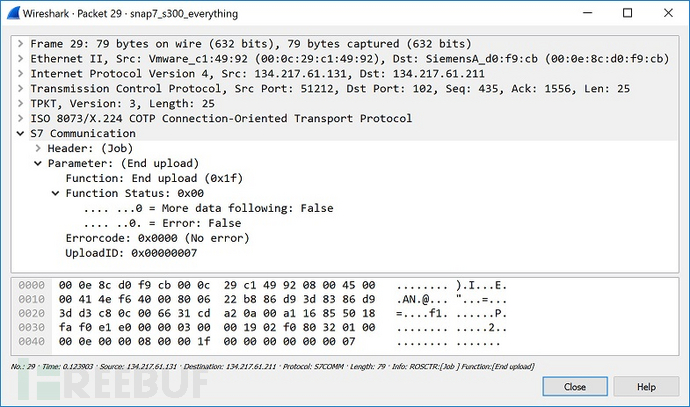 Wireshark · Packet 29 · snap7_s300_everything
Frame 29: 79 bytes on wire (632 bits), 79 bytes captured (632 bits)
Ethernet II, Src: Vmware_c1:49:92 (00:0c:29:c1:49:92), Dst: SiemensA_d0:f9:cb (00:0e:8c:d0:f9:cb)
Internet Protocol Version 4, Src: 134.217.61.131, Dst: 134.217.61.211
Transmission Control Protocol, Src Port: 51212, Dst Port: 102, Seq: 435, Ack: 1556, Len: 25
TPKT, Version: 3, Length: 25
ISO 8073/X.224 COTP Connection-Oriented Transport Protocol
S7 Communication
Header: (Job)
Parameter: (End upload)
Function: End upload (0x1f)
Function Status: 0x00
.... ...0 = More data following: False
.... ..0. = Error: False
Errorcode: 0x0000 (No error)
UploadID: 0x00000007
0000 00 0e 8c d0 f9 cb 00 0c 29 c1 49 92 08 00 45 00 ........ ).I...E.
0010 00 41 4e f6 40 00 80 06 22 b8 86 d9 3d 83 86 d9 .AN.@... "...=...
0020 3d d3 c8 0c 00 66 31 cd a2 0a 00 a1 16 85 50 18 =....f1. ......P.
0030 fa f0 e1 e0 00 00 03 00 00 19 02 f0 80 32 01 00 ........ .....2..
0040 00 0e 00 00 08 00 00 1f 00 00 00 00 00 00 07 ........ .......
No.: 29 · Time: 0.123903 · Source: 134.217.61.131 · Destination: 134.217.61.211 · Protocol: S7COMM · Length: 79 · Info: ROSCTR:[Job ] Function:[End upload]
FREEBUF
Close
Help